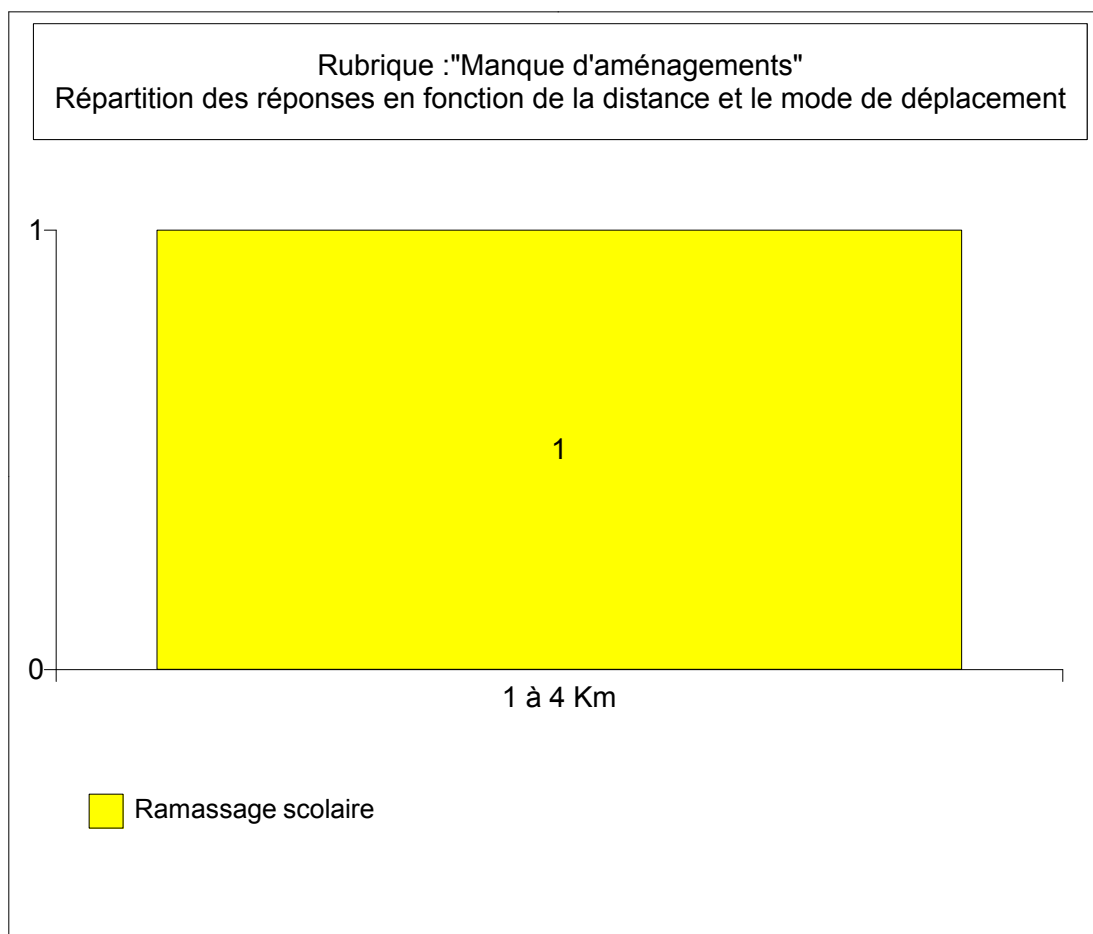 Rubrique :"Manque d'aménagements"
Répartition des réponses en fonction de la distance et le mode de déplacement
1
1
0
1 à 4 Km
Ramassage scolaire